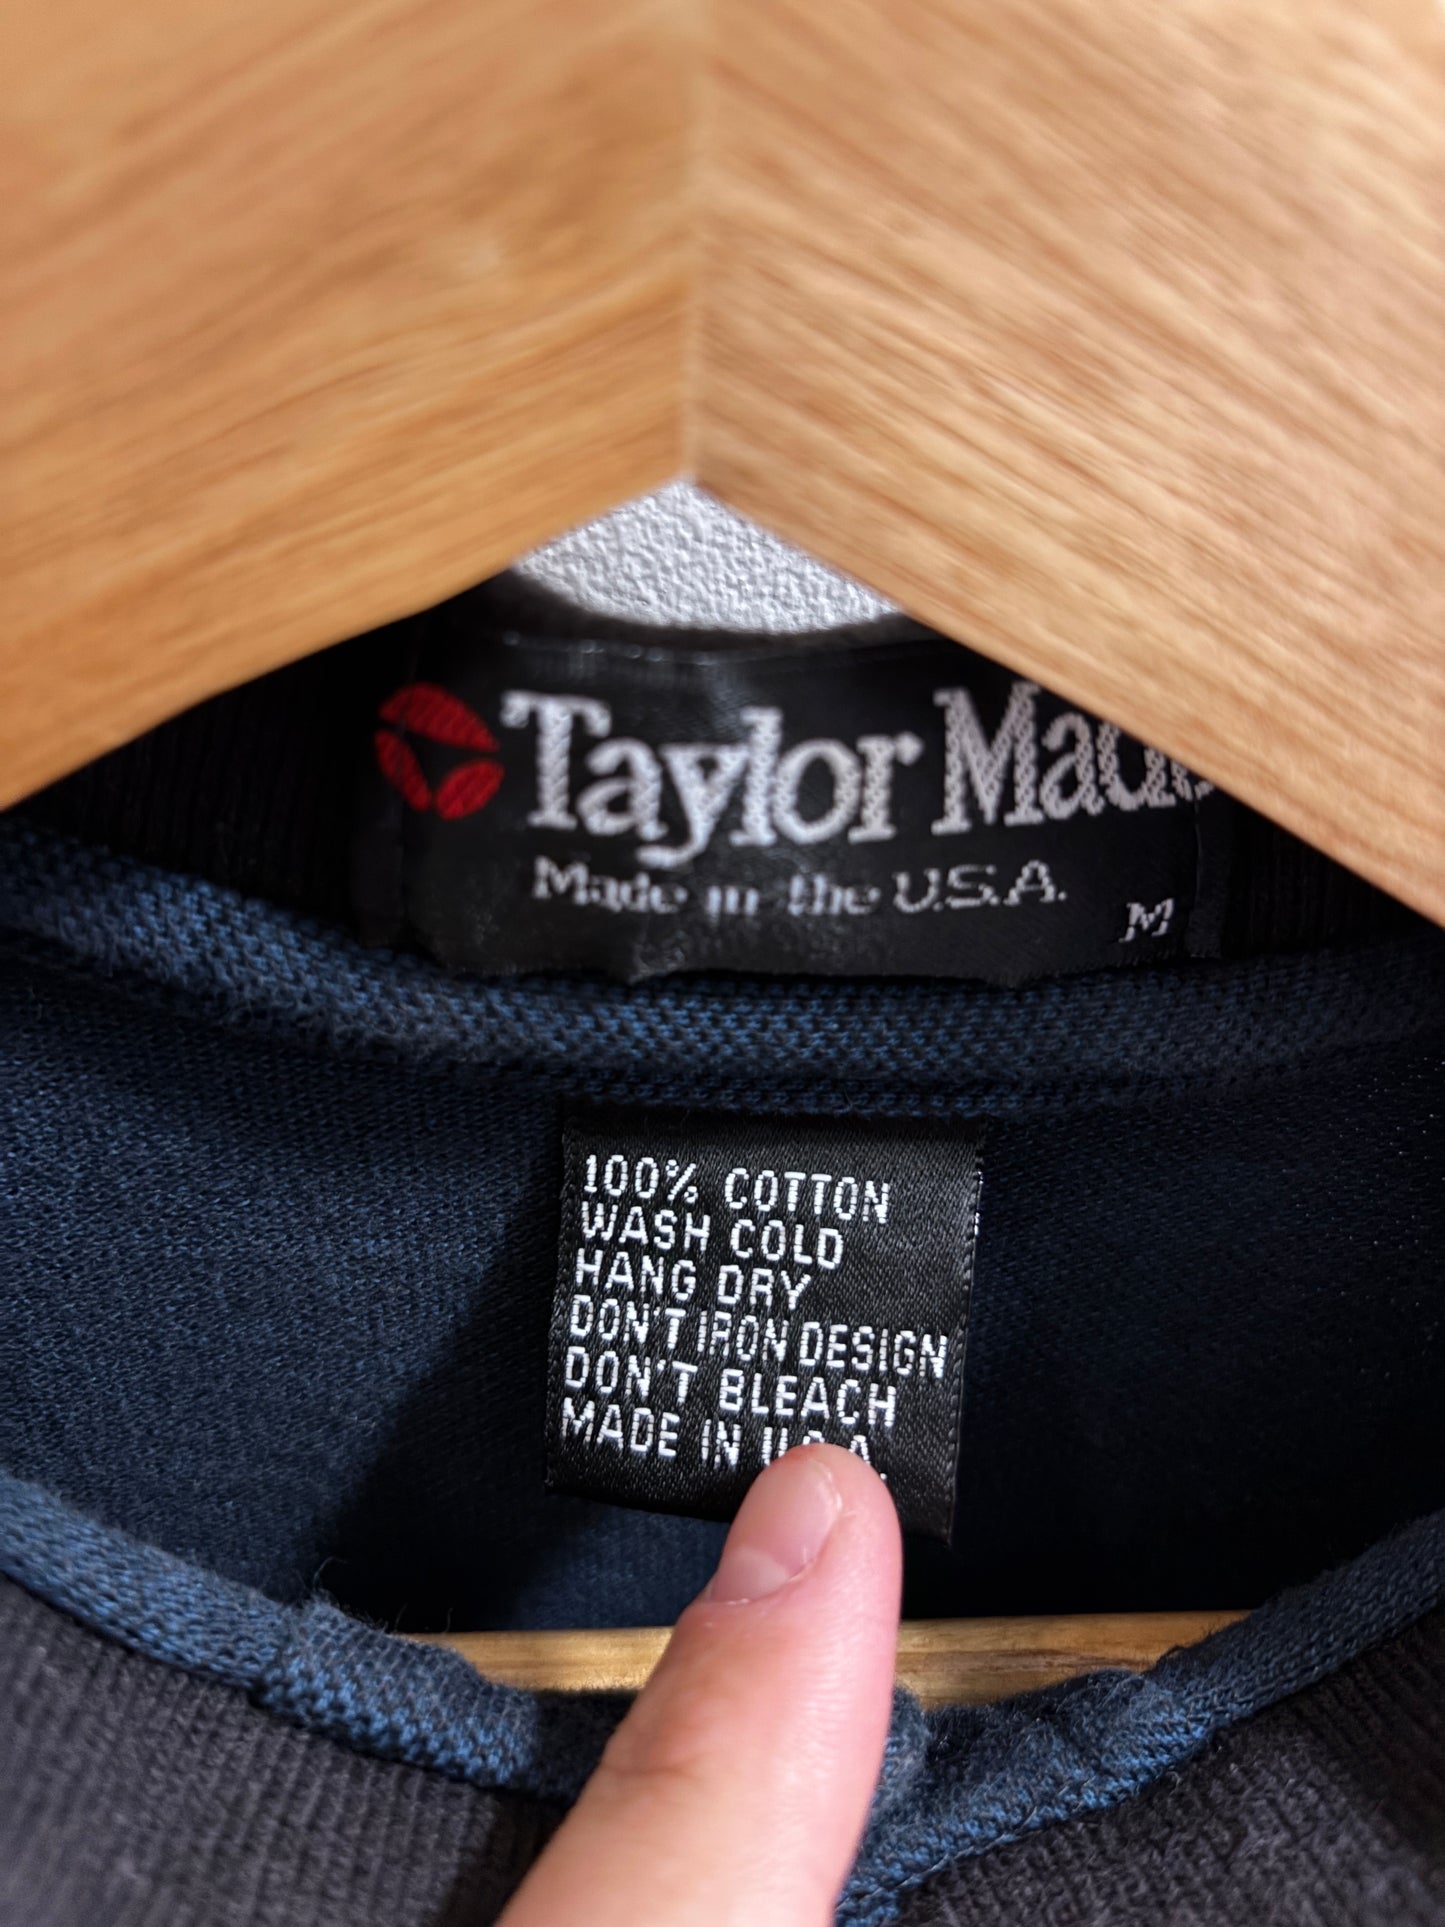 Taylor Made
Made in the U.S.A.
M
100% COTTON
WASH COLD
HANG DRY
DON'T IRON DESIGN
DON'T BLEACH
MADE IN U.S.A.